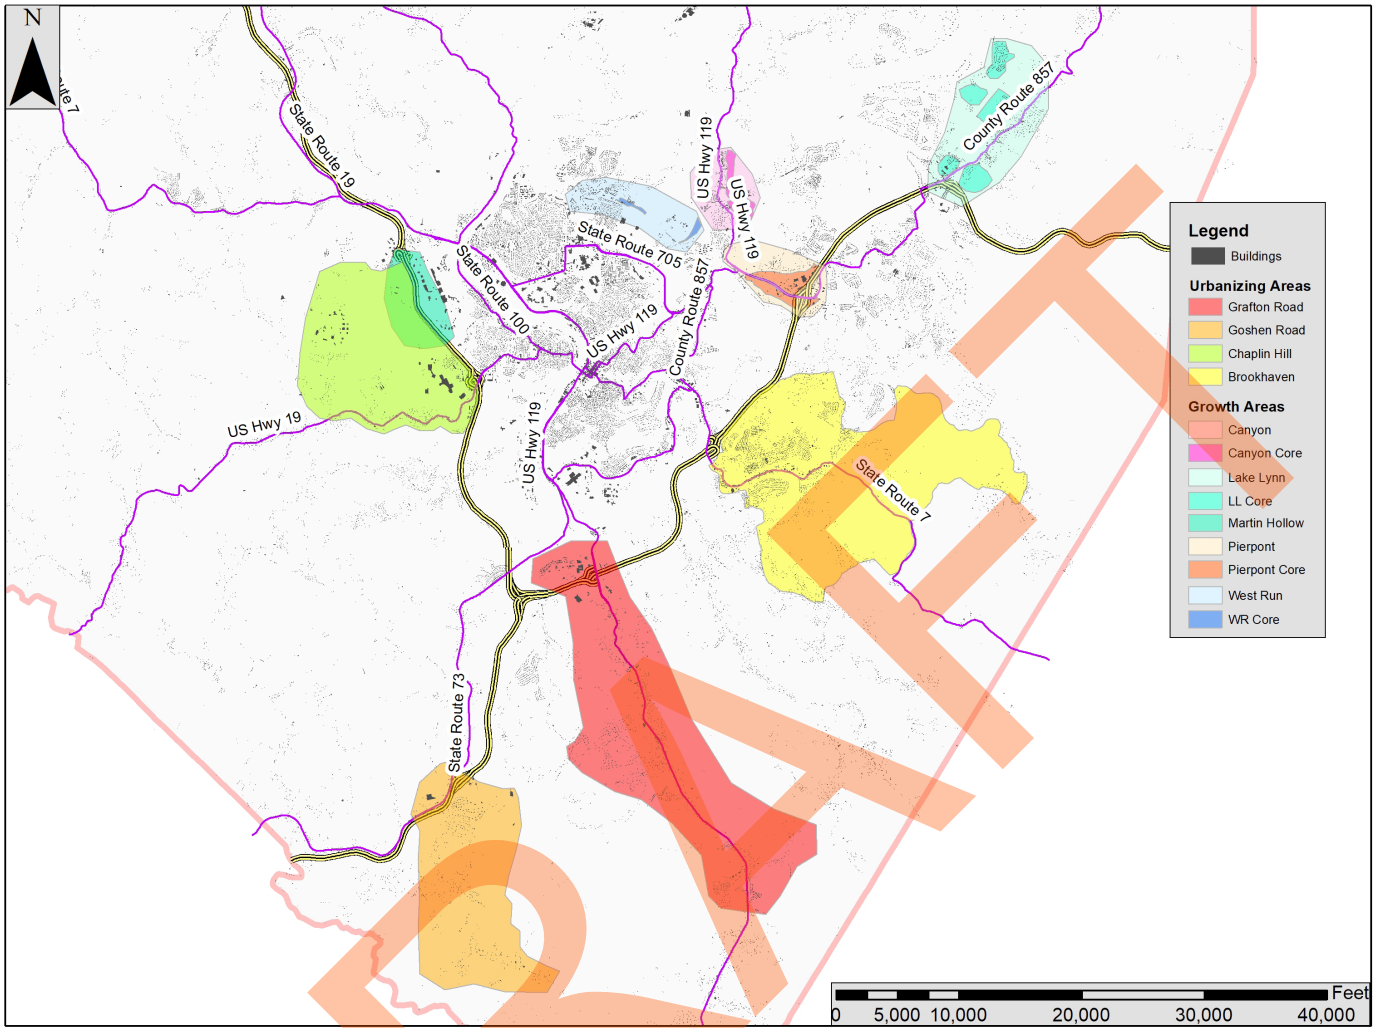 N
ute 7
State Route 19
US Hwy 119
County Route 857
US Hwy 119
State Route 705
State Route 100
County Route 857
US Hwy 119
US Hwy 19
US Hwy 119
State Route 7
State Route 73
Legend
Buildings
Urbanizing Areas
Grafton Road
Goshen Road
Chaplin Hill
Brookhaven
Growth Areas
Canyon
Canyon Core
Lake Lynn
LL Core
Martin Hollow
Pierpont
Pierpont Core
West Run
WR Core
Feet
0 5,000 10,000 20,000 30,000 40,000
DRAFT